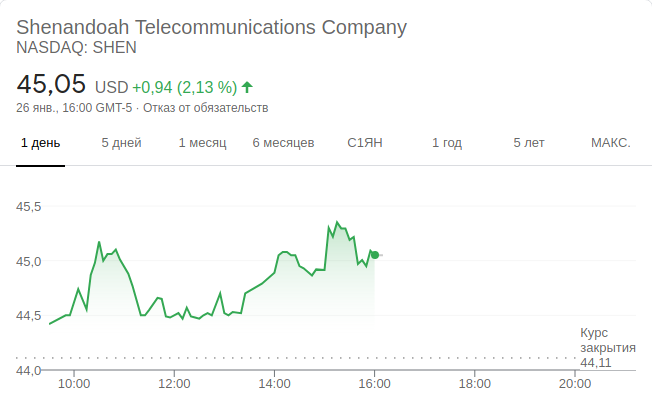 Shenandoah Telecommunications Company
NASDAQ: SHEN
45,05 USD +0,94 (2,13 %)
26 янв., 16:00 GMT-5 · Отказ от обязательств
1 день 5 дней 1 месяц 6 месяцев С1ЯН 1 год 5 лет МАКС.
45,5
45,0
44,5
Курс
закрытия
44,11
44,0
10:00 12:00 14:00 16:00 18:00 20:00